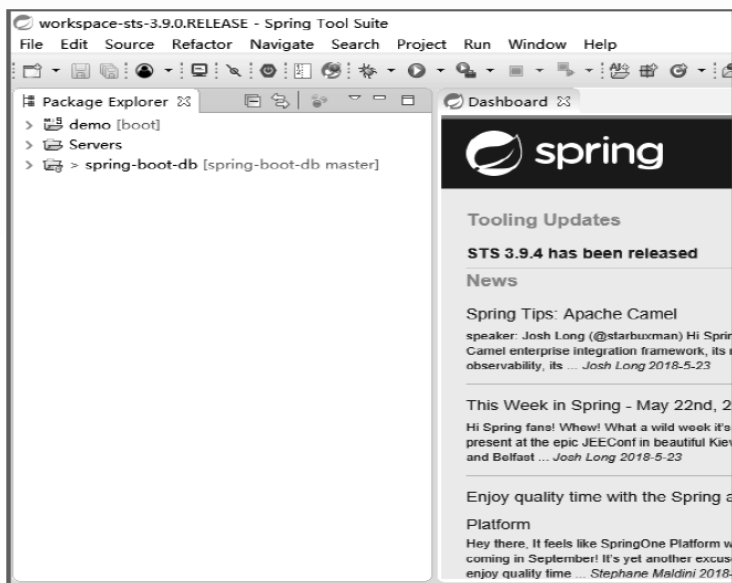 workspace-sts-3.9.0.RELEASE - Spring Tool Suite
File Edit Source Refactor Navigate Search Project Run Window Help
Package Explorer
demo [boot]
Servers
> spring-boot-db [spring-boot-db master]
Dashboard
spring
Tooling Updates
STS 3.9.4 has been released
News
Spring Tips: Apache Camel
speaker: Josh Long (@starbuxman) Hi Sprin
Camel enterprise integration framework, its
observability, its ... Josh Long 2018-5-23
This Week in Spring - May 22nd, 2
Hi Spring fans! Whew! What a wild week it's
present at the epic JEEConf in beautiful Kiev
and Belfast ... Josh Long 2018-5-23
Enjoy quality time with the Spring a
Platform
Hey there, It feels like SpringOne Platform w
coming in September! It's yet another excus
enjoy quality time ... Stephane Maldini 2018-